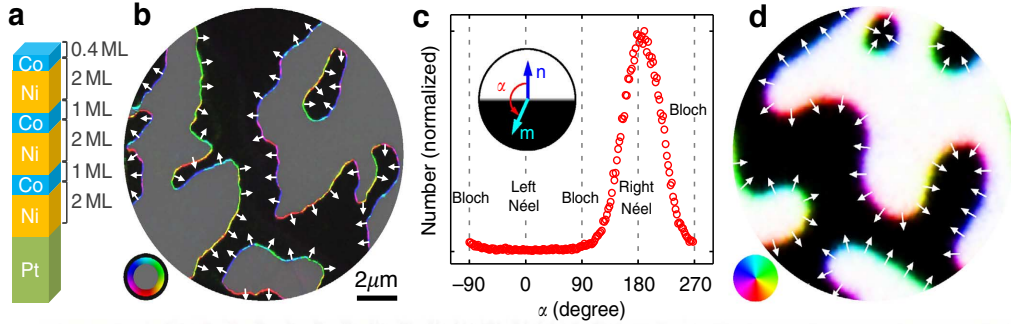 a
Co
Ni
Co
Ni
Co
Ni
Pt
0.4 ML
2 ML
1 ML
2 ML
1 ML
2 ML
b
2μm
c
Number (normalized)
n
α
m
Bloch
Left
Néel
Bloch
Right
Néel
Bloch
−90 0 90 180 270
α (degree)
d